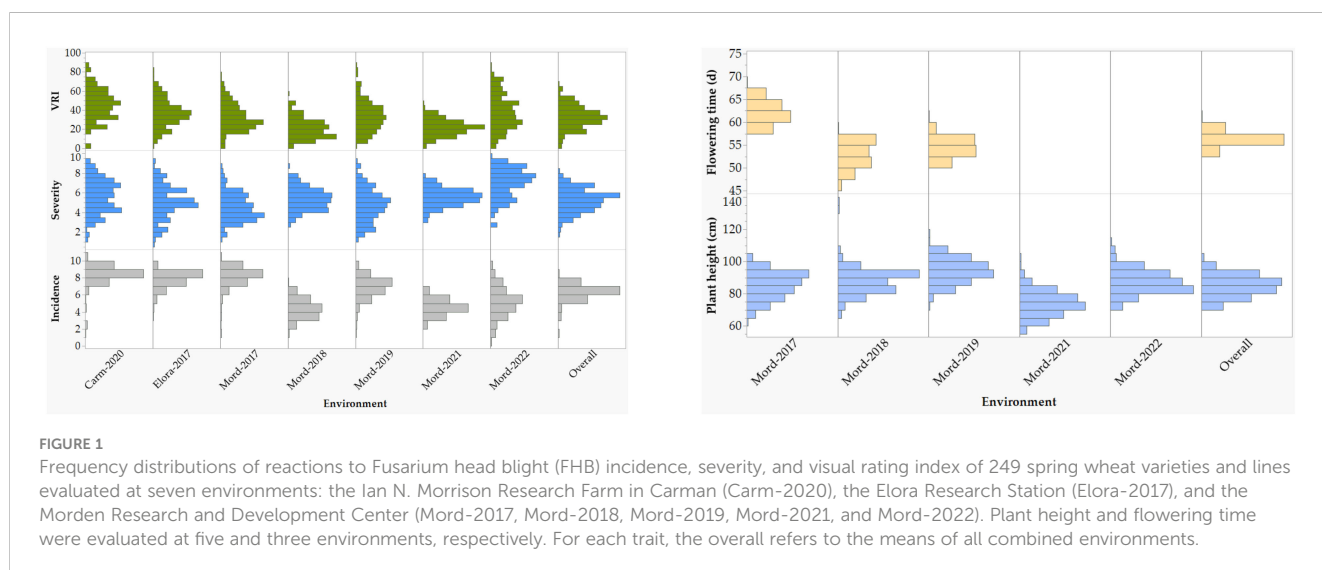 100
80
60
40
20
0
VRI
10
8
6
4
2
Severity
10
8
6
4
2
0
Incidence
Carm-2020
Elora-2017
Mord-2017
Mord-2018
Mord-2019
Mord-2021
Mord-2022
Overall
Environment
75
70
65
60
55
50
45
Flowering time (d)
140
120
100
80
60
Plant height (cm)
Mord-2017
Mord-2018
Mord-2019
Mord-2021
Mord-2022
Overall
Environment
FIGURE 1
Frequency distributions of reactions to Fusarium head blight (FHB) incidence, severity, and visual rating index of 249 spring wheat varieties and lines
evaluated at seven environments: the Ian N. Morrison Research Farm in Carman (Carm-2020), the Elora Research Station (Elora-2017), and the
Morden Research and Development Center (Mord-2017, Mord-2018, Mord-2019, Mord-2021, and Mord-2022). Plant height and flowering time
were evaluated at five and three environments, respectively. For each trait, the overall refers to the means of all combined environments.